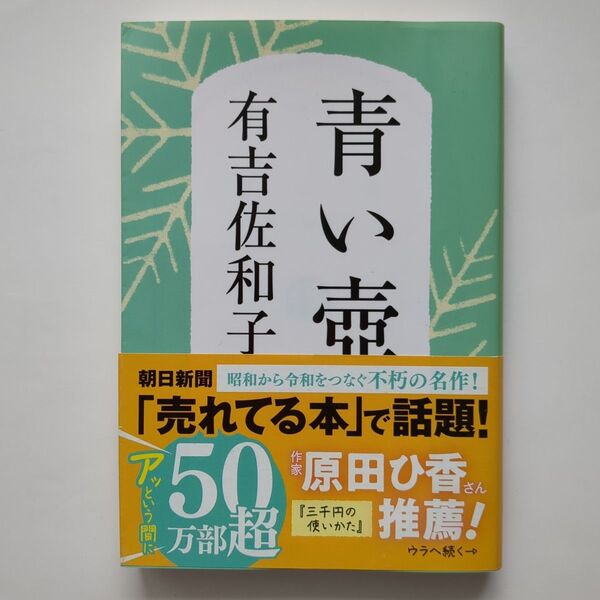 青い壺
有吉佐和子
朝日新聞
昭和から令和をつなぐ不朽の名作!
「売れてる本」で話題!
アッという間に
50
万部超
作家
原田ひ香さん
『三千円の
使いかた』
推薦!
ウラへ続く→